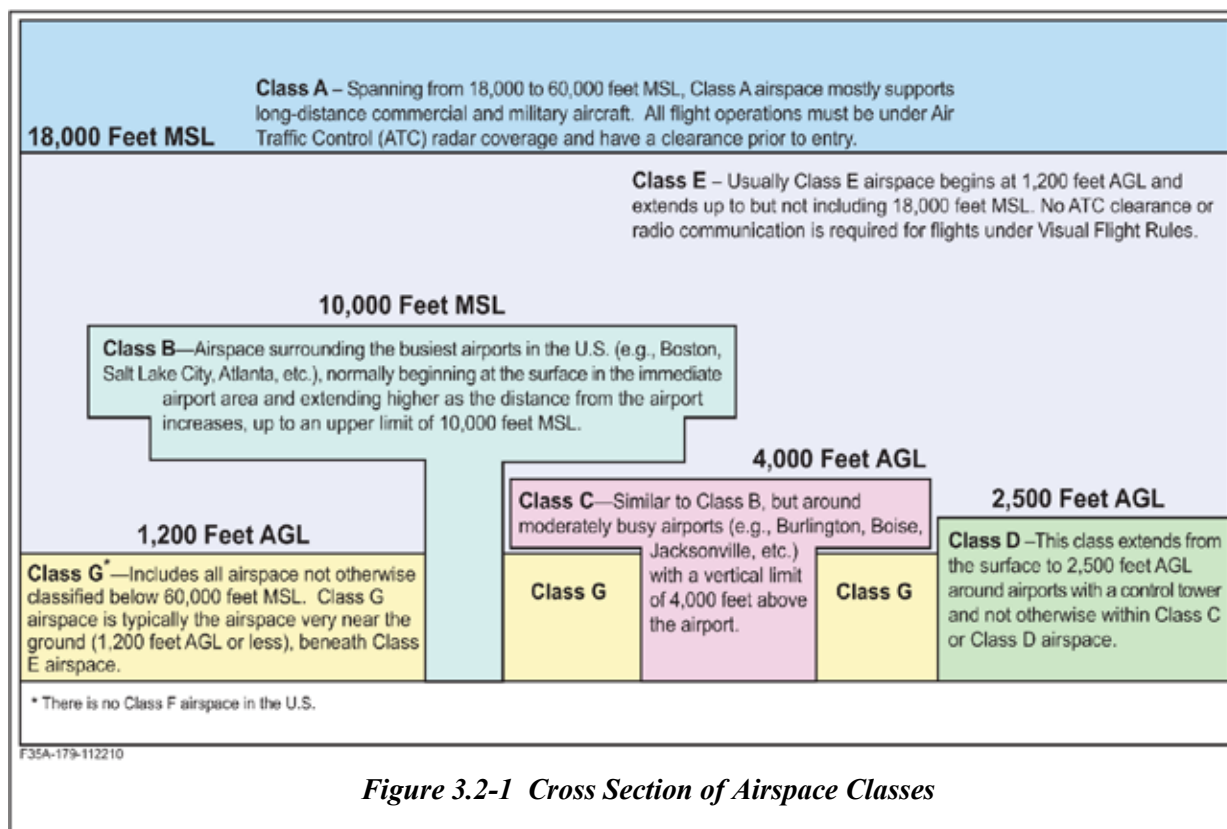 Class A – Spanning from 18,000 to 60,000 feet MSL, Class A airspace mostly supports
long-distance commercial and military aircraft. All flight operations must be under Air
Traffic Control (ATC) radar coverage and have a clearance prior to entry.
18,000 Feet MSL
Class E – Usually Class E airspace begins at 1,200 feet AGL and
extends up to but not including 18,000 feet MSL. No ATC clearance or
radio communication is required for flights under Visual Flight Rules.
10,000 Feet MSL
Class B—Airspace surrounding the busiest airports in the U.S. (e.g., Boston,
Salt Lake City, Atlanta, etc.), normally beginning at the surface in the immediate
airport area and extending higher as the distance from the airport
increases, up to an upper limit of 10,000 feet MSL.
4,000 Feet AGL
Class C—Similar to Class B, but around
moderately busy airports (e.g., Burlington, Boise,
Jacksonville, etc.)
with a vertical limit
of 4,000 feet above
the airport.
2,500 Feet AGL
Class D –This class extends from
the surface to 2,500 feet AGL
around airports with a control tower
and not otherwise within Class C
or Class D airspace.
1,200 Feet AGL
Class G*—Includes all airspace not otherwise
classified below 60,000 feet MSL. Class G
airspace is typically the airspace very near the
ground (1,200 feet AGL or less), beneath Class
E airspace.
Class G
Class G
* There is no Class F airspace in the U.S.
F35A-179-112210
Figure 3.2-1 Cross Section of Airspace Classes